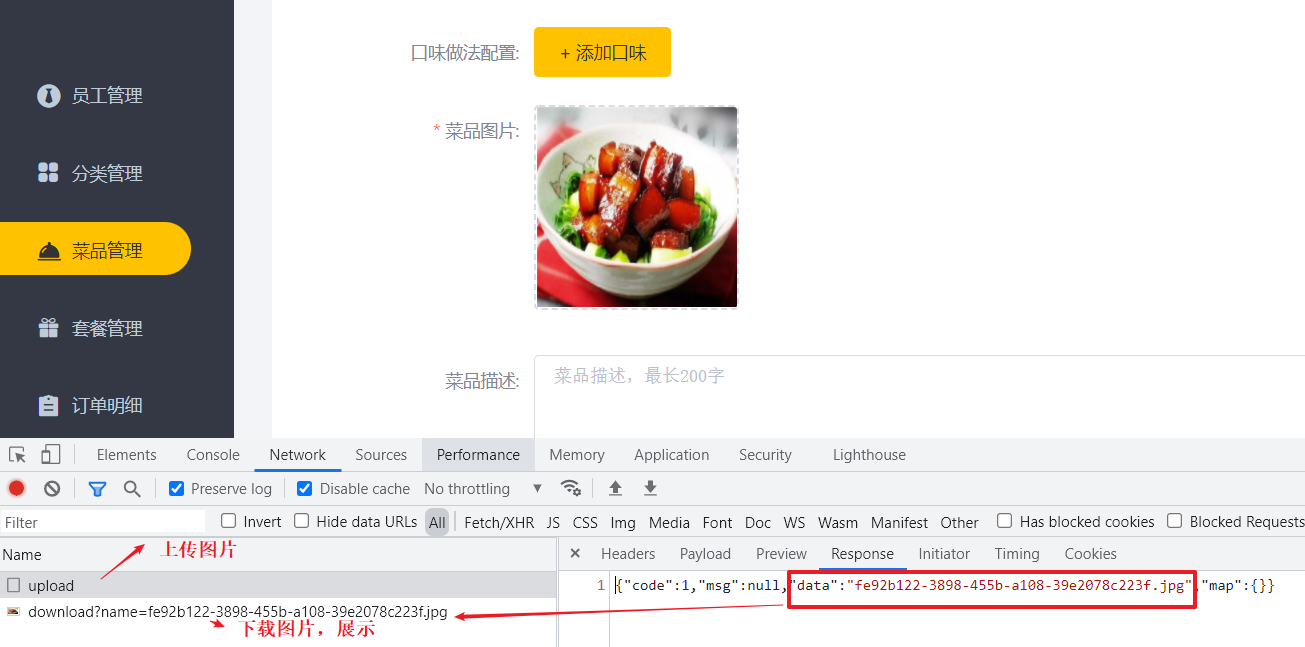 口味做法配置:
+ 添加口味
员工管理
* 菜品图片:
分类管理
菜品管理
套餐管理
菜品描述:
菜品描述，最长200字
订单明细
Elements Console Network Sources Performance Memory Application Security Lighthouse
Preserve log Disable cache No throttling
Filter Invert Hide data URLs All Fetch/XHR JS CSS Img Media Font Doc WS Wasm Manifest Other Has blocked cookies Blocked Requests
Name
上传图片
× Headers Payload Preview Response Initiator Timing Cookies
upload
1 {"code":1,"msg":null,"data":"fe92b122-3898-455b-a108-39e2078c223f.jpg","map":{}}
download?name=fe92b122-3898-455b-a108-39e2078c223f.jpg
下载图片，展示